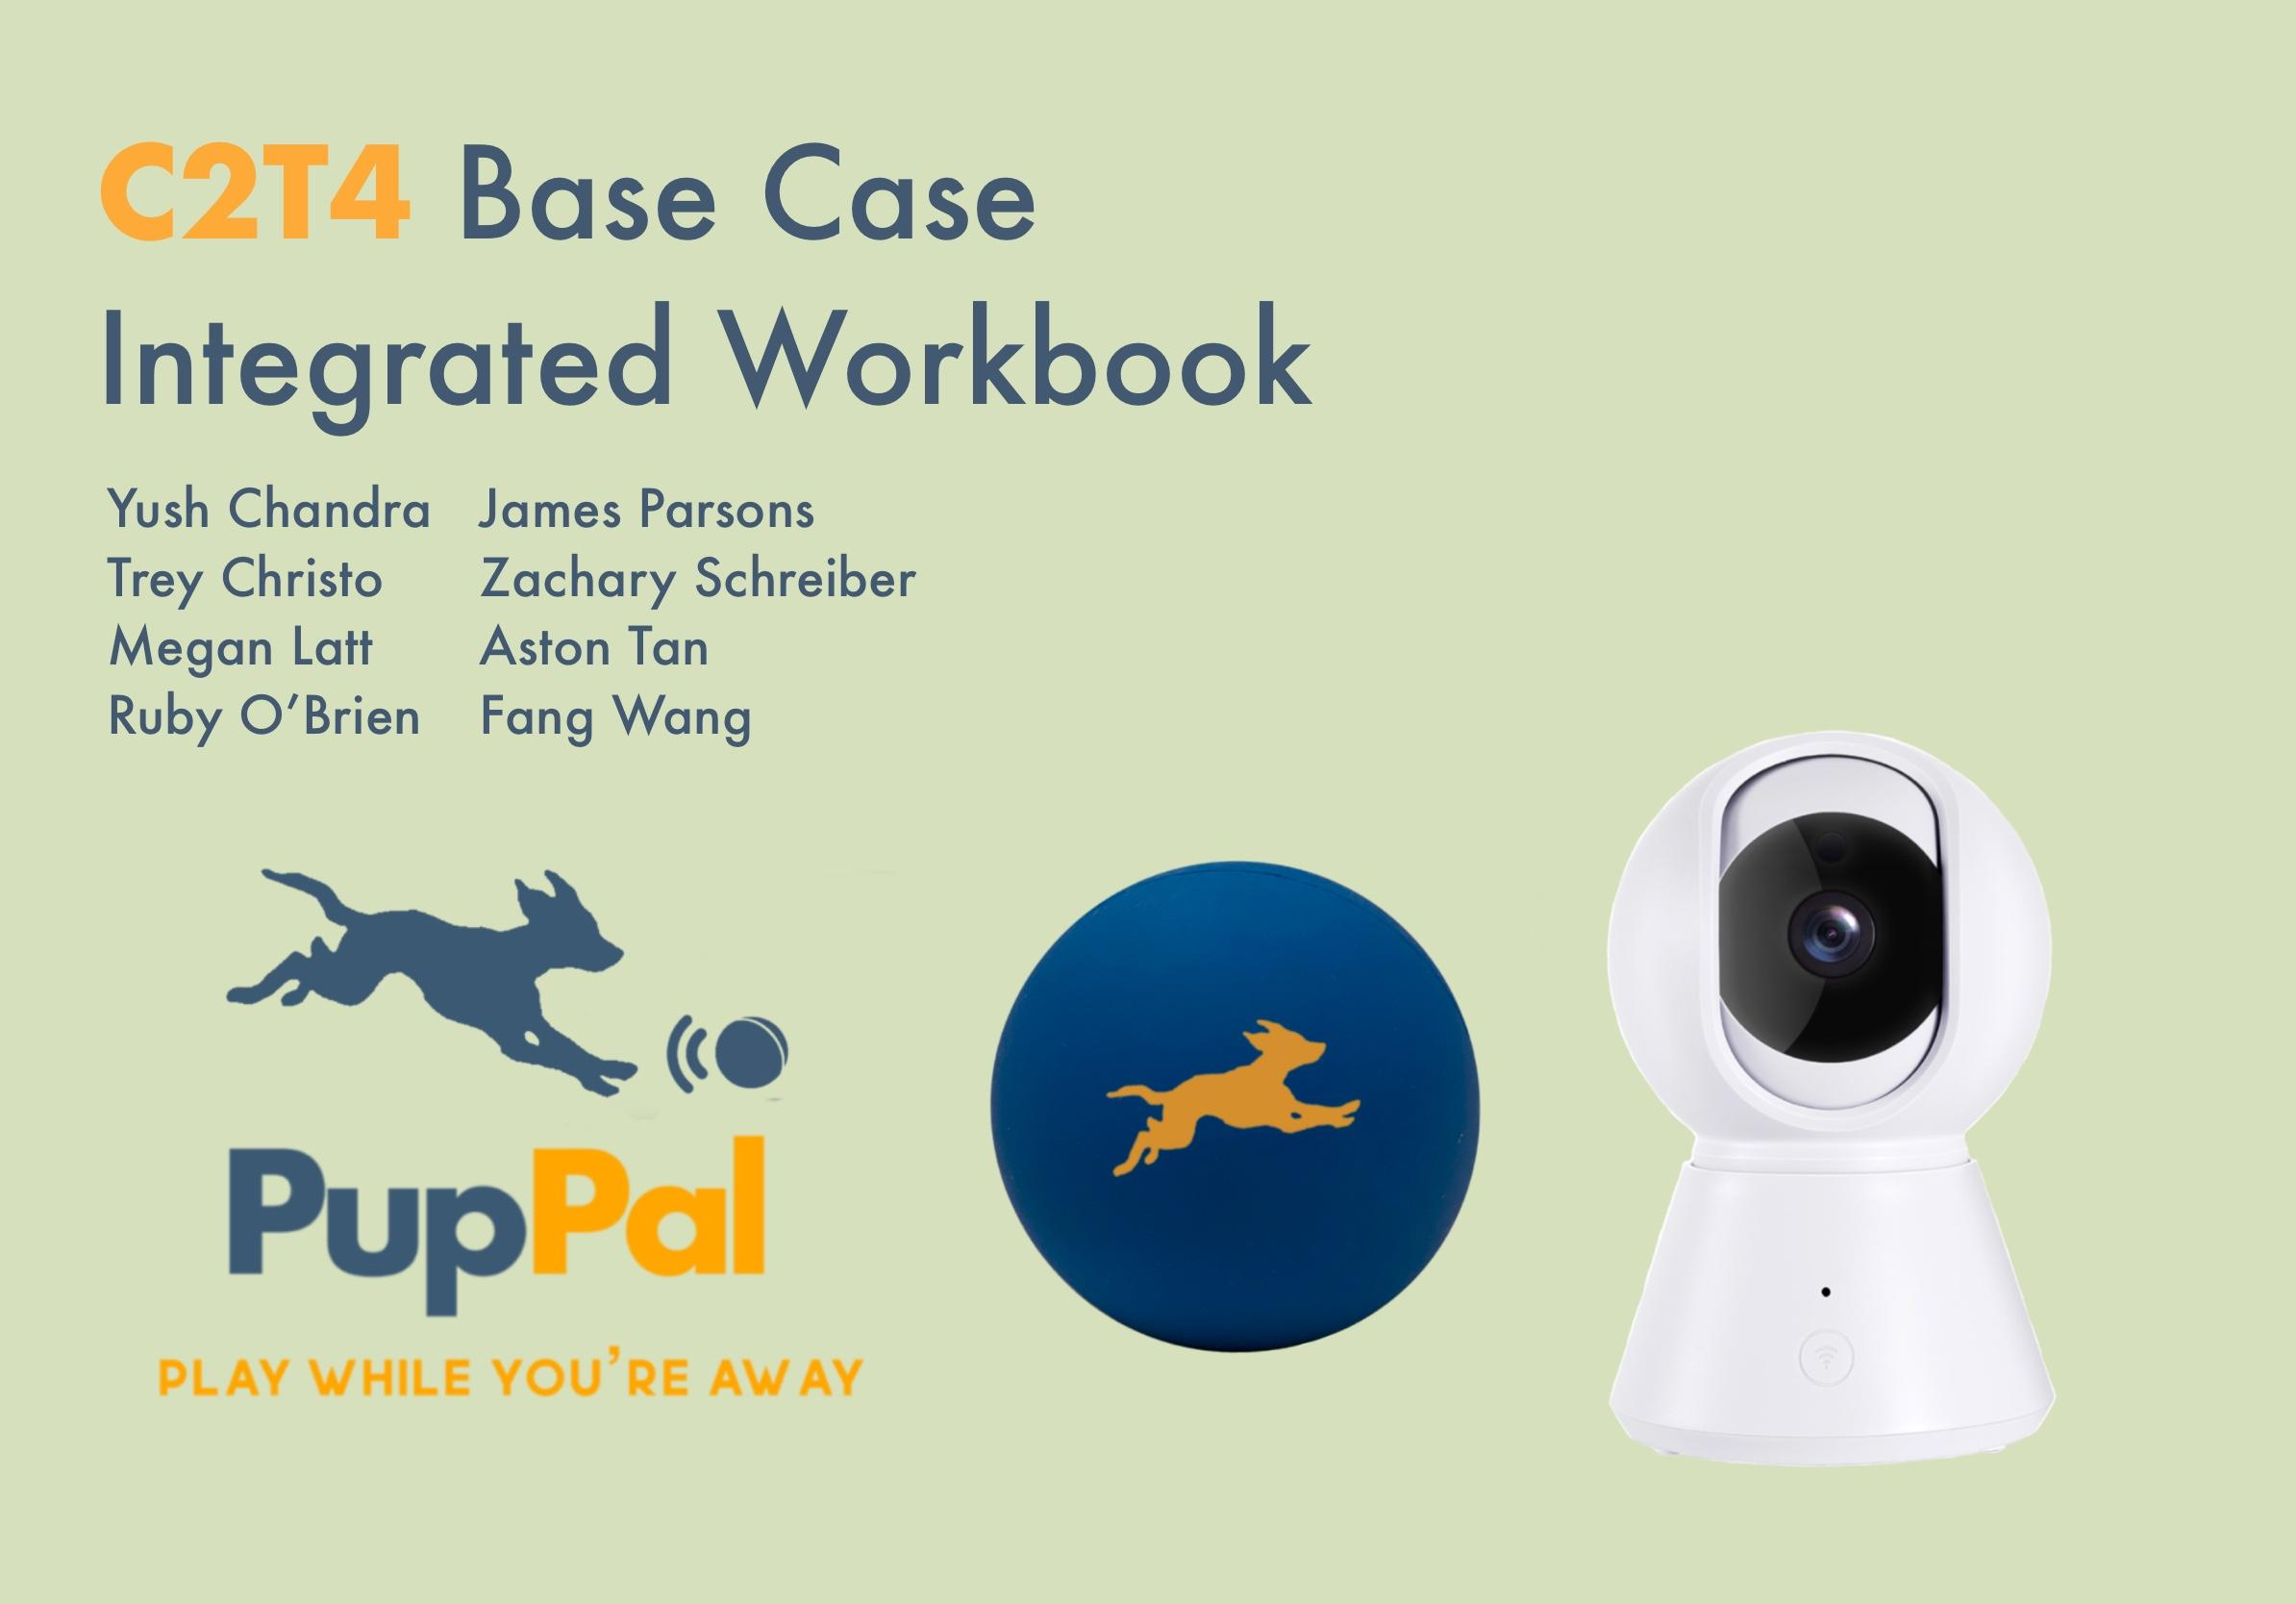 C2T4 Base Case
Integrated Workbook
Yush Chandra
Trey Christo
Megan Latt
Ruby O’Brien
James Parsons
Zachary Schreiber
Aston Tan
Fang Wang
PupPal
PLAY WHILE YOU’RE AWAY